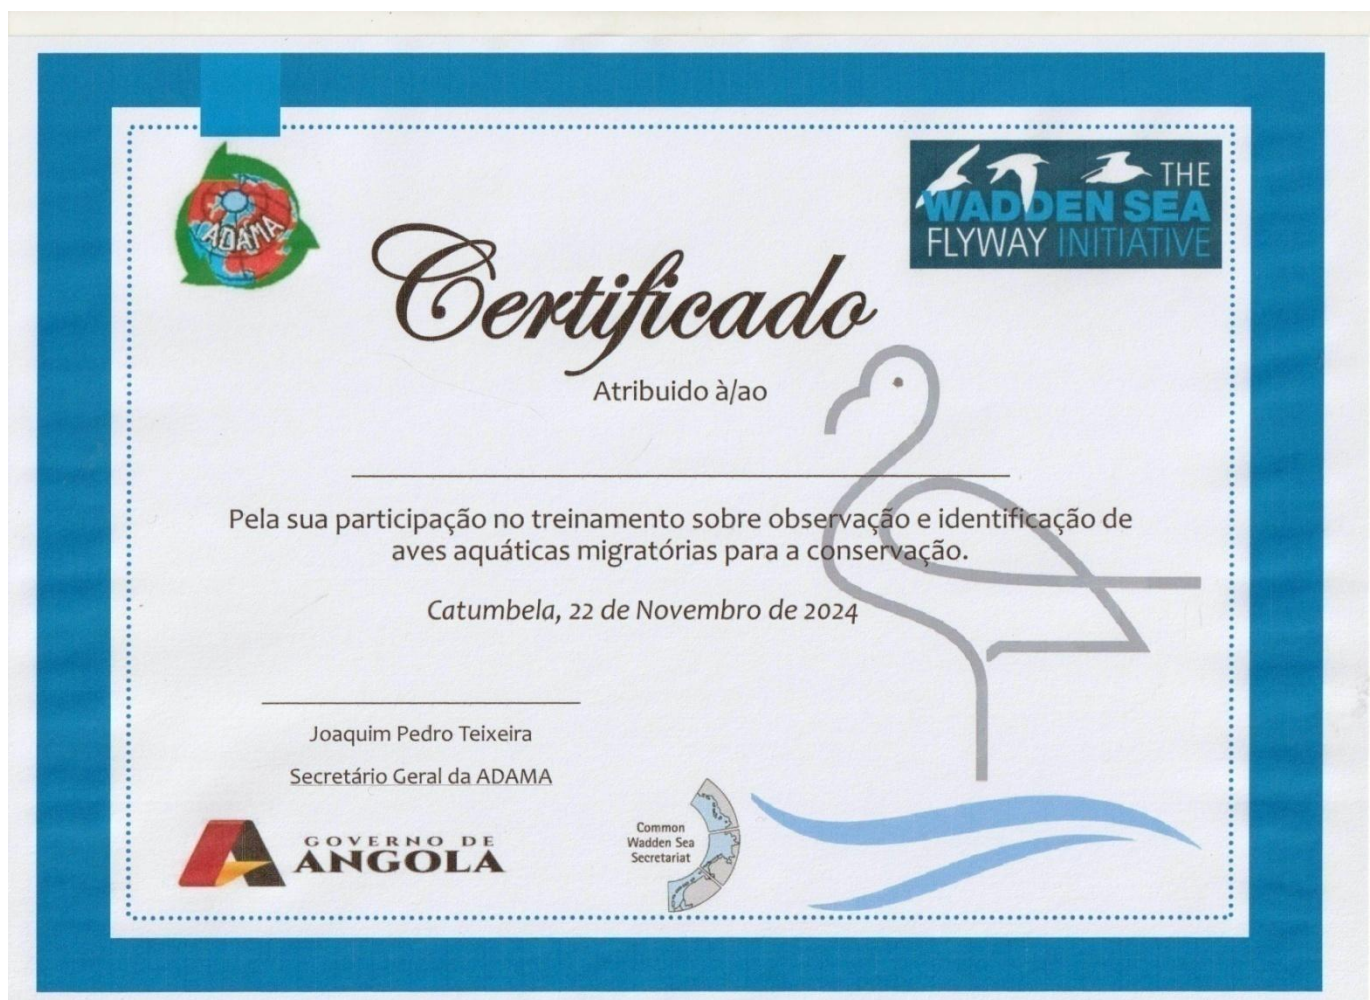 ADAMA
THE
WADDEN SEA
FLYWAY INITIATIVE
Certificado
Atribuido à/ao
Pela sua participação no treinamento sobre observação e identificação de
aves aquáticas migratórias para a conservação.
Catumbela, 22 de Novembro de 2024
Joaquim Pedro Teixeira
Secretário Geral da ADAMA
GOVERNO DE
ANGOLA
Common
Wadden Sea
Secretariat